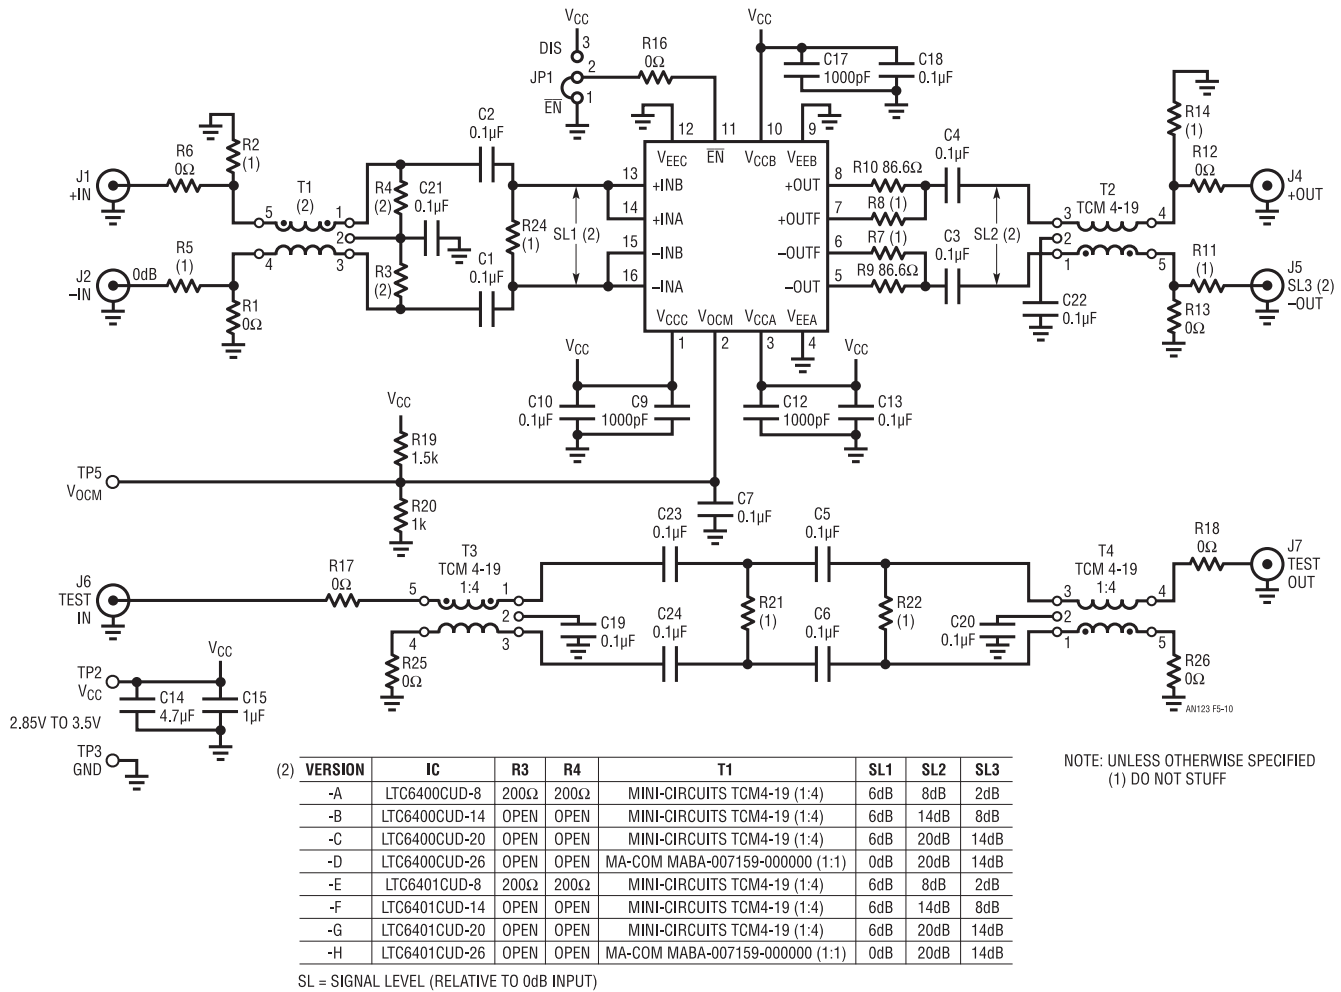 VCC
DIS
3
JP1
2
EN
1
R16
0Ω
VCC
C17
1000pF
C18
0.1µF
J1
+IN
R6
0Ω
R2
(1)
T1
(2)
5
1
2
4
3
R4
(2)
C21
0.1µF
R3
(2)
C2
0.1µF
C1
0.1µF
R24
(1)
SL1 (2)
J2
–IN
0dB
R5
(1)
R1
0Ω
12
11
10
9
VEEC
EN
VCCB
VEEB
13
+INB
14
+INA
15
–INB
16
–INA
+OUT
8
+OUTF
7
–OUTF
6
–OUT
5
VCCC
VOCM
VCCA
VEEA
1
2
3
4
R10 86.6Ω
R8 (1)
R7 (1)
R9 86.6Ω
C4
0.1µF
C3
0.1µF
SL2 (2)
T2
TCM 4-19
3
4
2
1
5
C22
0.1µF
R14
(1)
R12
0Ω
J4
+OUT
R11
(1)
J5
SL3 (2)
–OUT
R13
0Ω
VCC
C10
0.1µF
C9
1000pF
VCC
C12
1000pF
C13
0.1µF
VCC
R19
1.5k
TP5
VOCM
R20
1k
C7
0.1µF
J6
TEST
IN
R17
0Ω
T3
TCM 4-19
1:4
5
1
2
4
3
R25
0Ω
C19
0.1µF
C23
0.1µF
C24
0.1µF
R21
(1)
C5
0.1µF
C6
0.1µF
R22
(1)
C20
0.1µF
T4
TCM 4-19
1:4
3
4
2
1
5
R18
0Ω
J7
TEST
OUT
R26
0Ω
AN123 F5-10
TP2
VCC
VCC
C14
4.7µF
C15
1µF
2.85V TO 3.5V
TP3
GND
NOTE: UNLESS OTHERWISE SPECIFIED
(1) DO NOT STUFF
(2) VERSION IC R3 R4 T1 SL1 SL2 SL3
-A LTC6400CUD-8 200Ω 200Ω MINI-CIRCUITS TCM4-19 (1:4) 6dB 8dB 2dB
-B LTC6400CUD-14 OPEN OPEN MINI-CIRCUITS TCM4-19 (1:4) 6dB 14dB 8dB
-C LTC6400CUD-20 OPEN OPEN MINI-CIRCUITS TCM4-19 (1:4) 6dB 20dB 14dB
-D LTC6400CUD-26 OPEN OPEN MA-COM MABA-007159-000000 (1:1) 0dB 20dB 14dB
-E LTC6401CUD-8 200Ω 200Ω MINI-CIRCUITS TCM4-19 (1:4) 6dB 8dB 2dB
-F LTC6401CUD-14 OPEN OPEN MINI-CIRCUITS TCM4-19 (1:4) 6dB 14dB 8dB
-G LTC6401CUD-20 OPEN OPEN MINI-CIRCUITS TCM4-19 (1:4) 6dB 20dB 14dB
-H LTC6401CUD-26 OPEN OPEN MA-COM MABA-007159-000000 (1:1) 0dB 20dB 14dB
SL = SIGNAL LEVEL (RELATIVE TO 0dB INPUT)